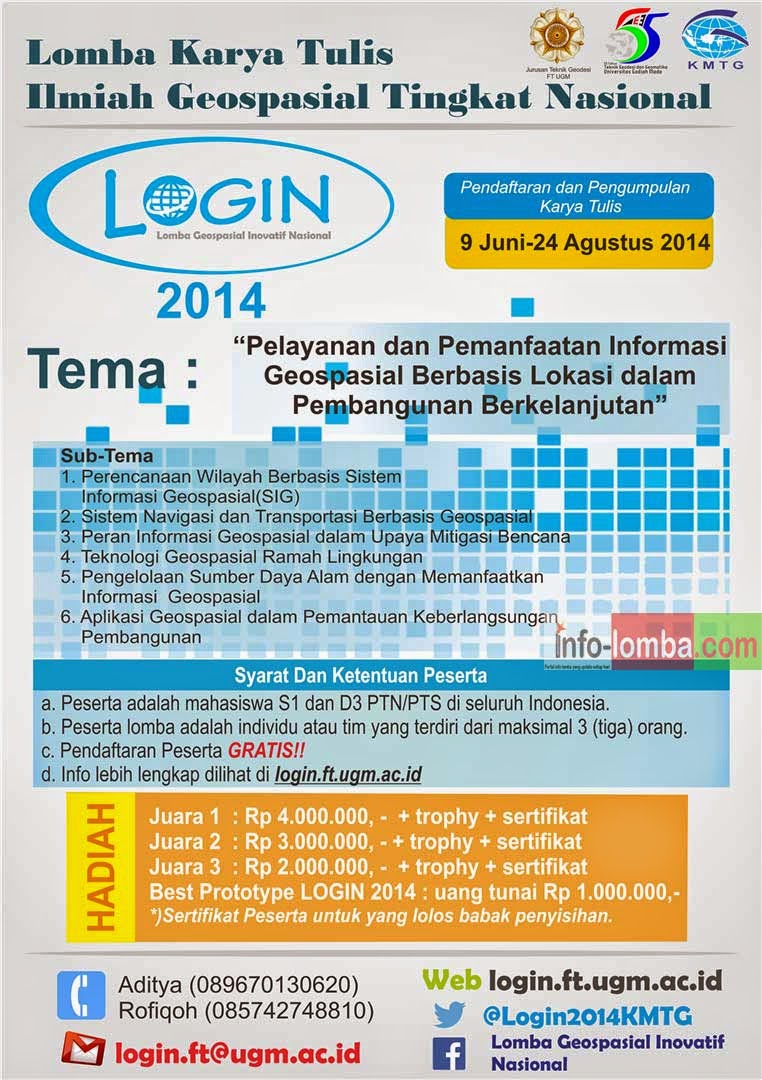 Lomba Karya Tulis
Ilmiah Geospasial Tingkat Nasional
Jurusan Teknik Geodesi
FT UGM
Teknik Geodesi dan Geomatika
Universitas Gadjah Mada
KMTG
LOGIN
Lomba Geospasial Inovatif Nasional
2014
Pendaftaran dan Pengumpulan
Karya Tulis
9 Juni-24 Agustus 2014
Tema :
“Pelayanan dan Pemanfaatan Informasi
Geospasial Berbasis Lokasi dalam
Pembangunan Berkelanjutan”
Sub-Tema
1. Perencanaan Wilayah Berbasis Sistem
Informasi Geospasial(SIG)
2. Sistem Navigasi dan Transportasi Berbasis Geospasial
3. Peran Informasi Geospasial dalam Upaya Mitigasi Bencana
4. Teknologi Geospasial Ramah Lingkungan
5. Pengelolaan Sumber Daya Alam dengan Memanfaatkan
Informasi Geospasial
6. Aplikasi Geospasial dalam Pemantauan Keberlangsungan
Pembangunan
info-lomba.com
Syarat Dan Ketentuan Peserta
a. Peserta adalah mahasiswa S1 dan D3 PTN/PTS di seluruh Indonesia.
b. Peserta lomba adalah individu atau tim yang terdiri dari maksimal 3 (tiga) orang.
c. Pendaftaran Peserta GRATIS!!
d. Info lebih lengkap dilihat di login.ft.ugm.ac.id
HADIAH
Juara 1 : Rp 4.000.000, - + trophy + sertifikat
Juara 2 : Rp 3.000.000, - + trophy + sertifikat
Juara 3 : Rp 2.000.000, - + trophy + sertifikat
Best Prototype LOGIN 2014 : uang tunai Rp 1.000.000,-
*)Sertifikat Peserta untuk yang lolos babak penyisihan.
Aditya (089670130620)
Rofiqoh (085742748810)
login.ft@ugm.ac.id
Web login.ft.ugm.ac.id
@Login2014KMTG
Lomba Geospasial Inovatif
Nasional